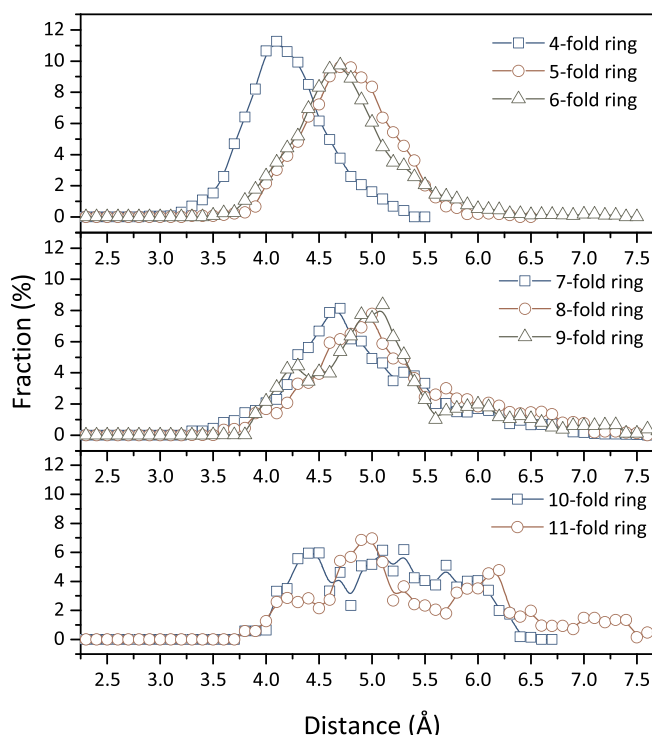 12
10
8
6
4
2
0
4-fold ring
5-fold ring
6-fold ring
2.5 3.0 3.5 4.0 4.5 5.0 5.5 6.0 6.5 7.0 7.5
Fraction (%)
12
10
8
6
4
2
0
7-fold ring
8-fold ring
9-fold ring
2.5 3.0 3.5 4.0 4.5 5.0 5.5 6.0 6.5 7.0 7.5
12
10
8
6
4
2
0
10-fold ring
11-fold ring
2.5 3.0 3.5 4.0 4.5 5.0 5.5 6.0 6.5 7.0 7.5
Distance (Å)